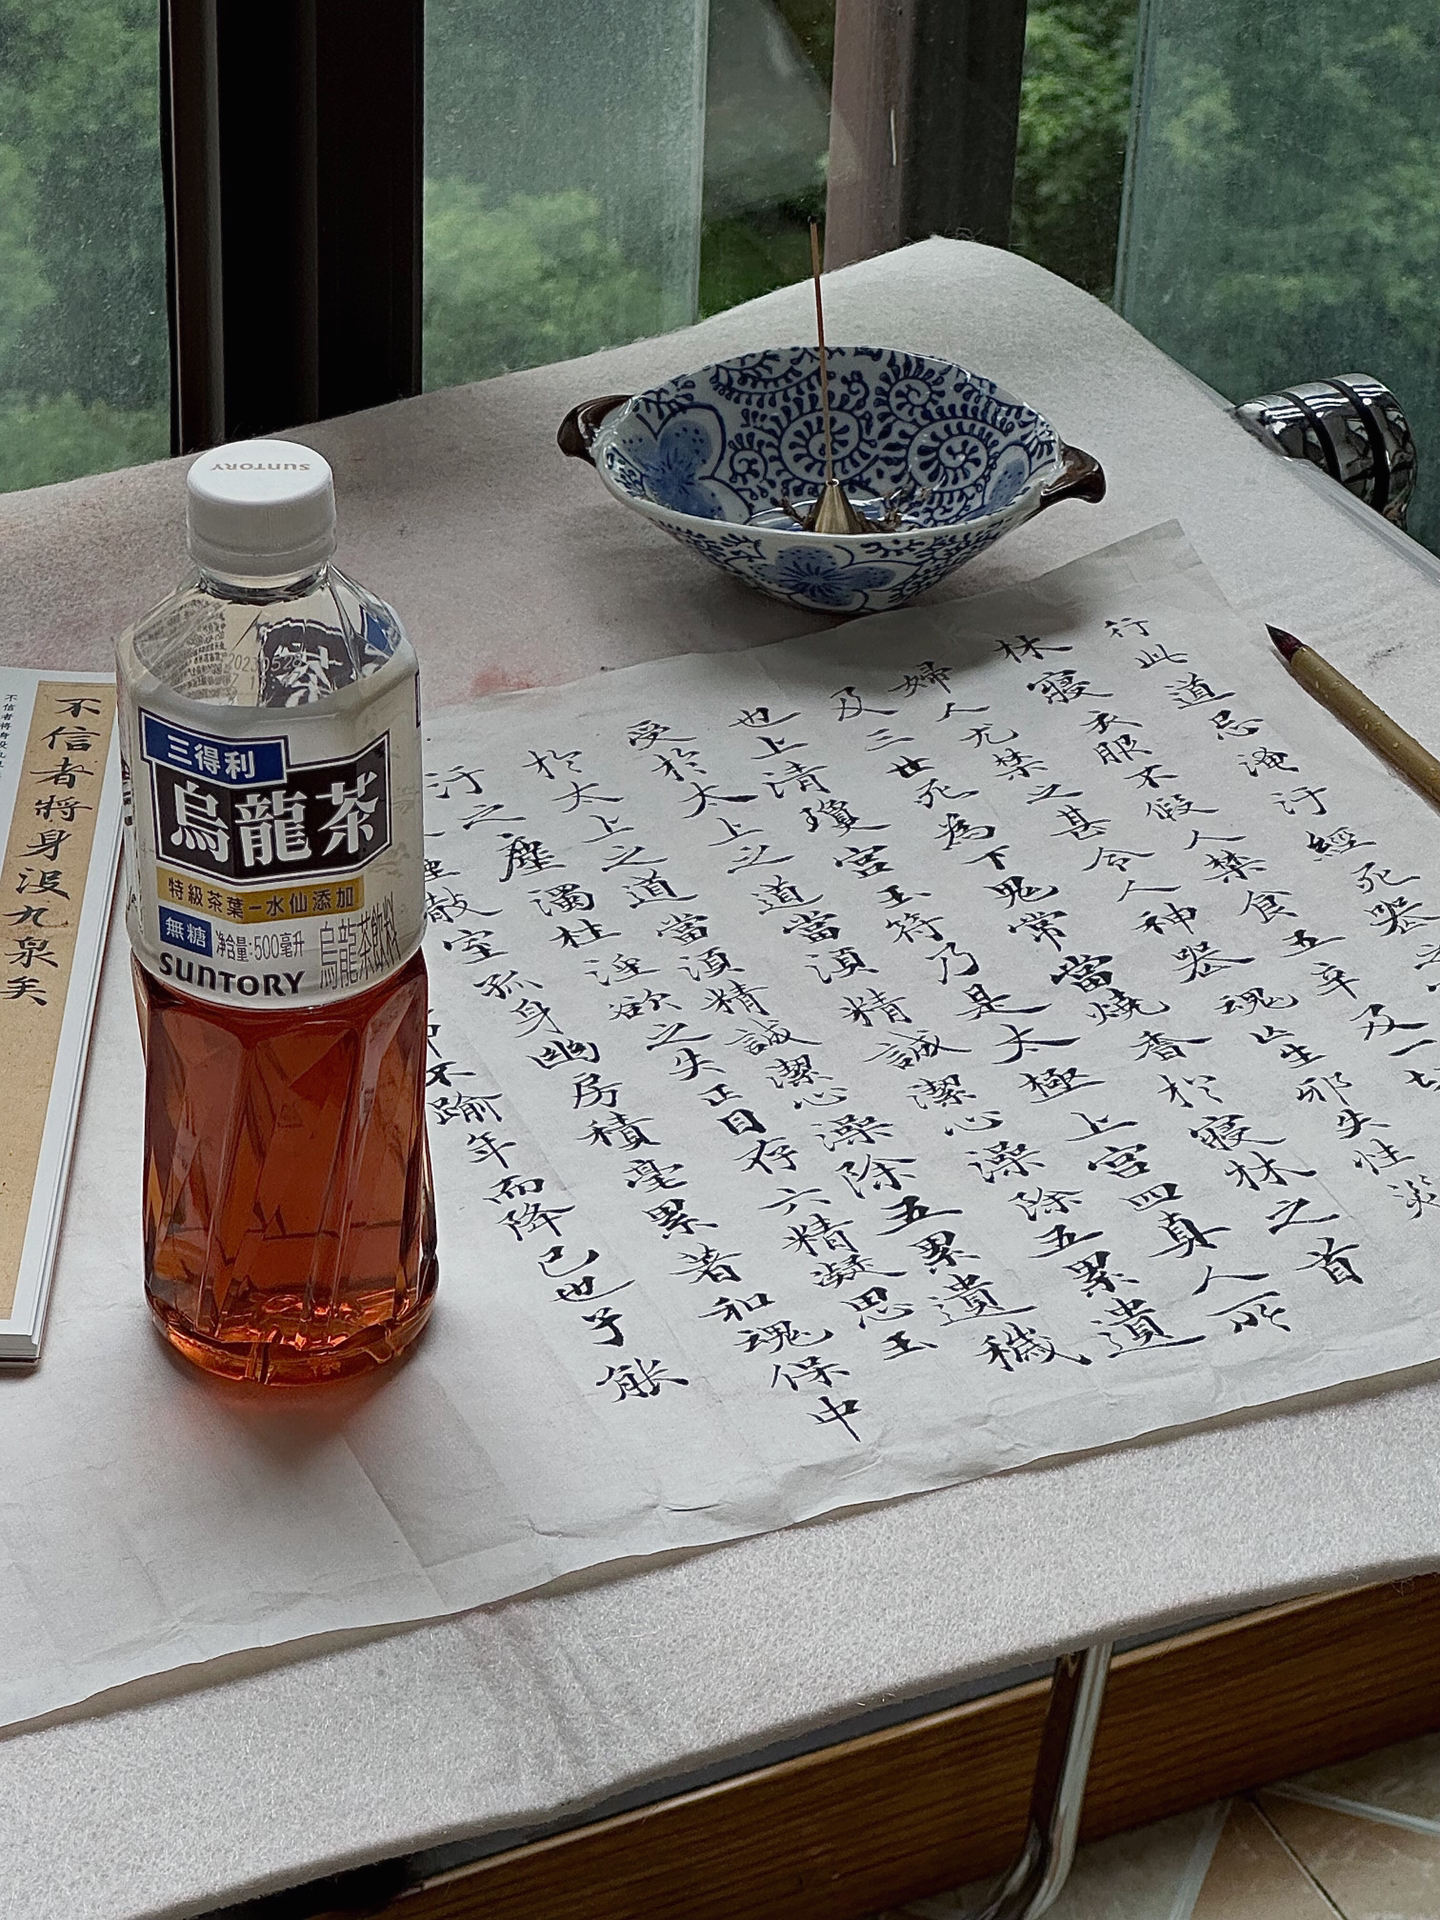 SUNTORY
20230528
茶
三得利
烏龍茶
特級茶葉－水仙添加
無糖
净含量:500毫升
烏龍茶飲料
SUNTORY
行此道忌淹汙經死喪
牀寢衣服不假人禁食五辛及一切
婦人尤禁之甚令人神喪魂亡生邪失性災
及三世死為下鬼常當燒香於寢牀之首
也上清瓊宮玉符乃是太極上宮四真人所
受於太上之道當須精誠潔心澡除五累遺
於太上之道當須精誠潔心澡除五累遺穢
汙之塵濁杜淫欲之失正目存六精凝思玉
散室孤身幽房積毫累著和魂保中
不踰年而降已也子能
不信者將身沒九泉矣